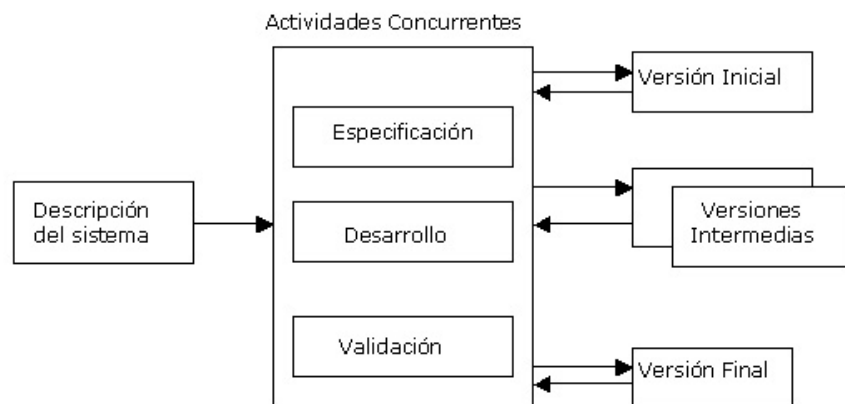 Actividades Concurrentes
Descripción
del sistema
Especificación
Desarrollo
Validación
Versión Inicial
Versiones
Intermedias
Versión Final